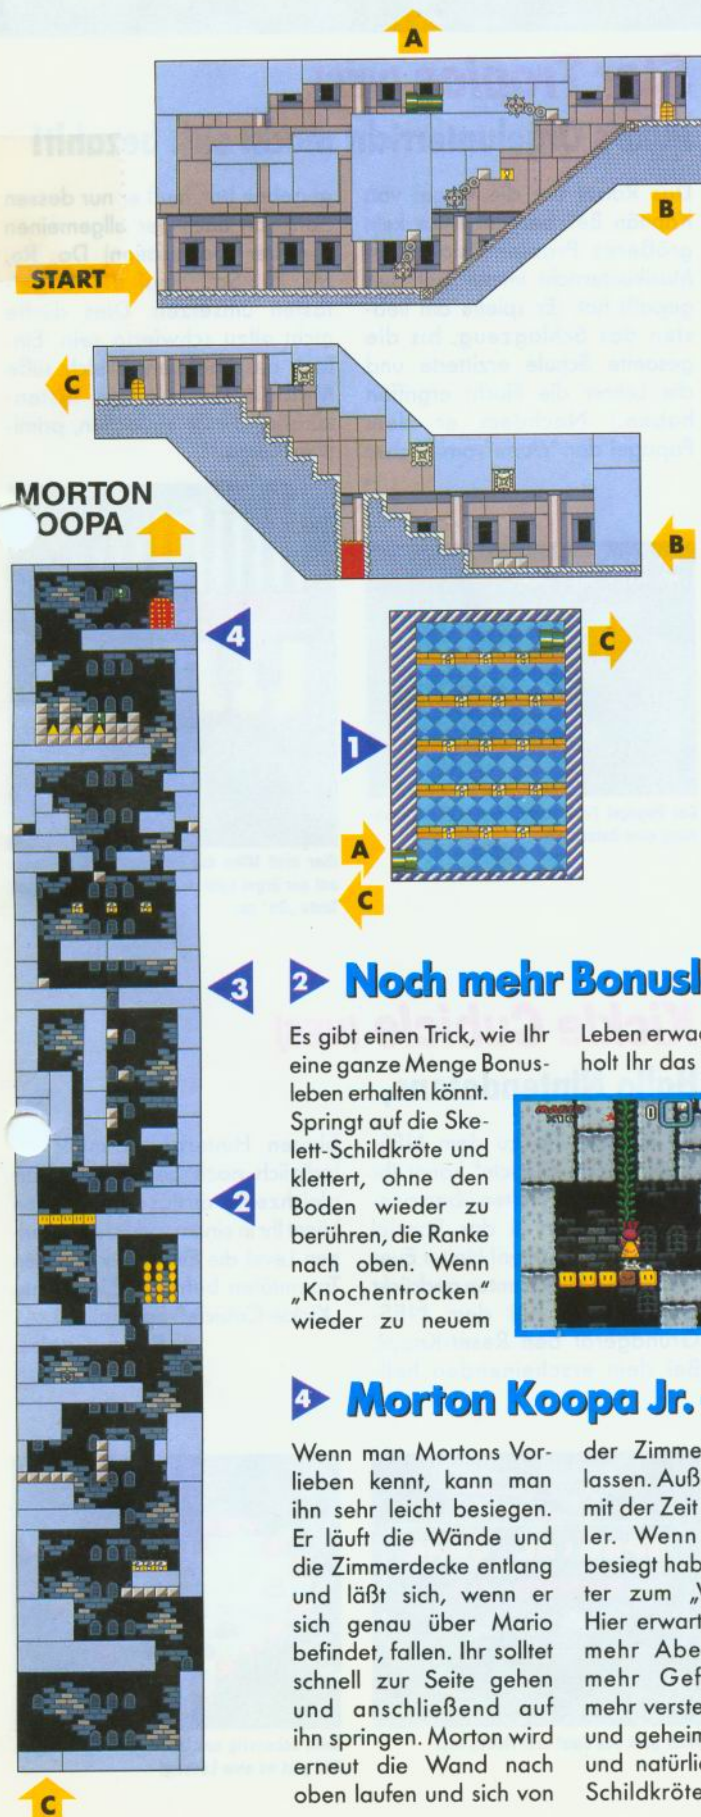 A
START
B
C
B
MORTON
OOPA
4
1
C
A
C
3
2
C
2 Noch mehr Bonusl
Es gibt einen Trick, wie Ihr
eine ganze Menge Bonus-
leben erhalten könnt.
Springt auf die Ske-
lett-Schildkröte und
klettert, ohne den
Boden wieder zu
berühren, die Ranke
nach oben. Wenn
„Knochentrocken“
wieder zu neuem
Leben erwac
holt Ihr das
MARIO
4 Morton Koopa Jr.
Wenn man Mortons Vor-
lieben kennt, kann man
ihn sehr leicht besiegen.
Er läuft die Wände und
die Zimmerdecke entlang
und läßt sich, wenn er
sich genau über Mario
befindet, fallen. Ihr solltet
schnell zur Seite gehen
und anschließend auf
ihn springen. Morton wird
erneut die Wand nach
oben laufen und sich von
der Zimme
lassen. Auß
mit der Zeit
ler. Wenn
besiegt hab
ter zum „V
Hier erwart
mehr Abe
mehr Gef
mehr verste
und geheim
und natürli
Schildkröte